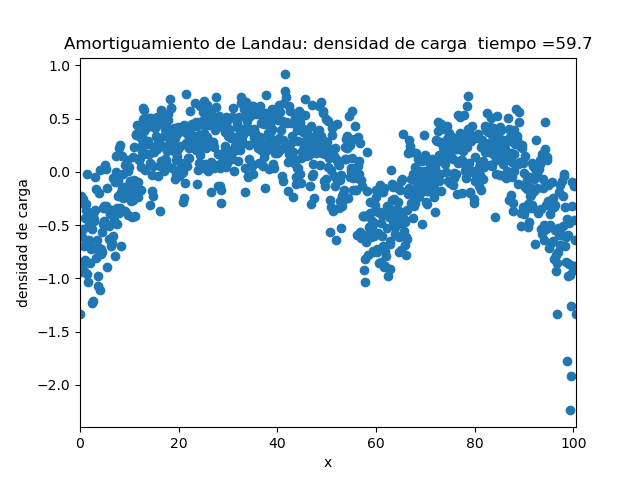 Amortiguamiento de Landau: densidad de carga  tiempo =59.7
1.0
0.5
0.0
−0.5
−1.0
−1.5
−2.0
densidad de carga
0 20 40 60 80 100
x